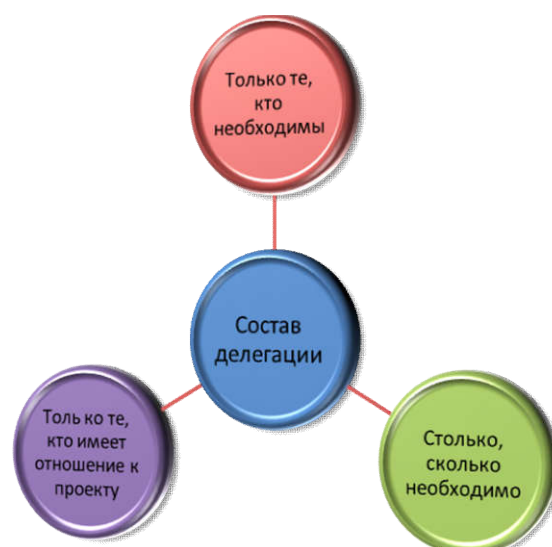 Только те,
кто
необходимы
Состав
делегации
Толь ко те,
кто имеет
отношение к
проекту
Столько,
сколько
необходимо